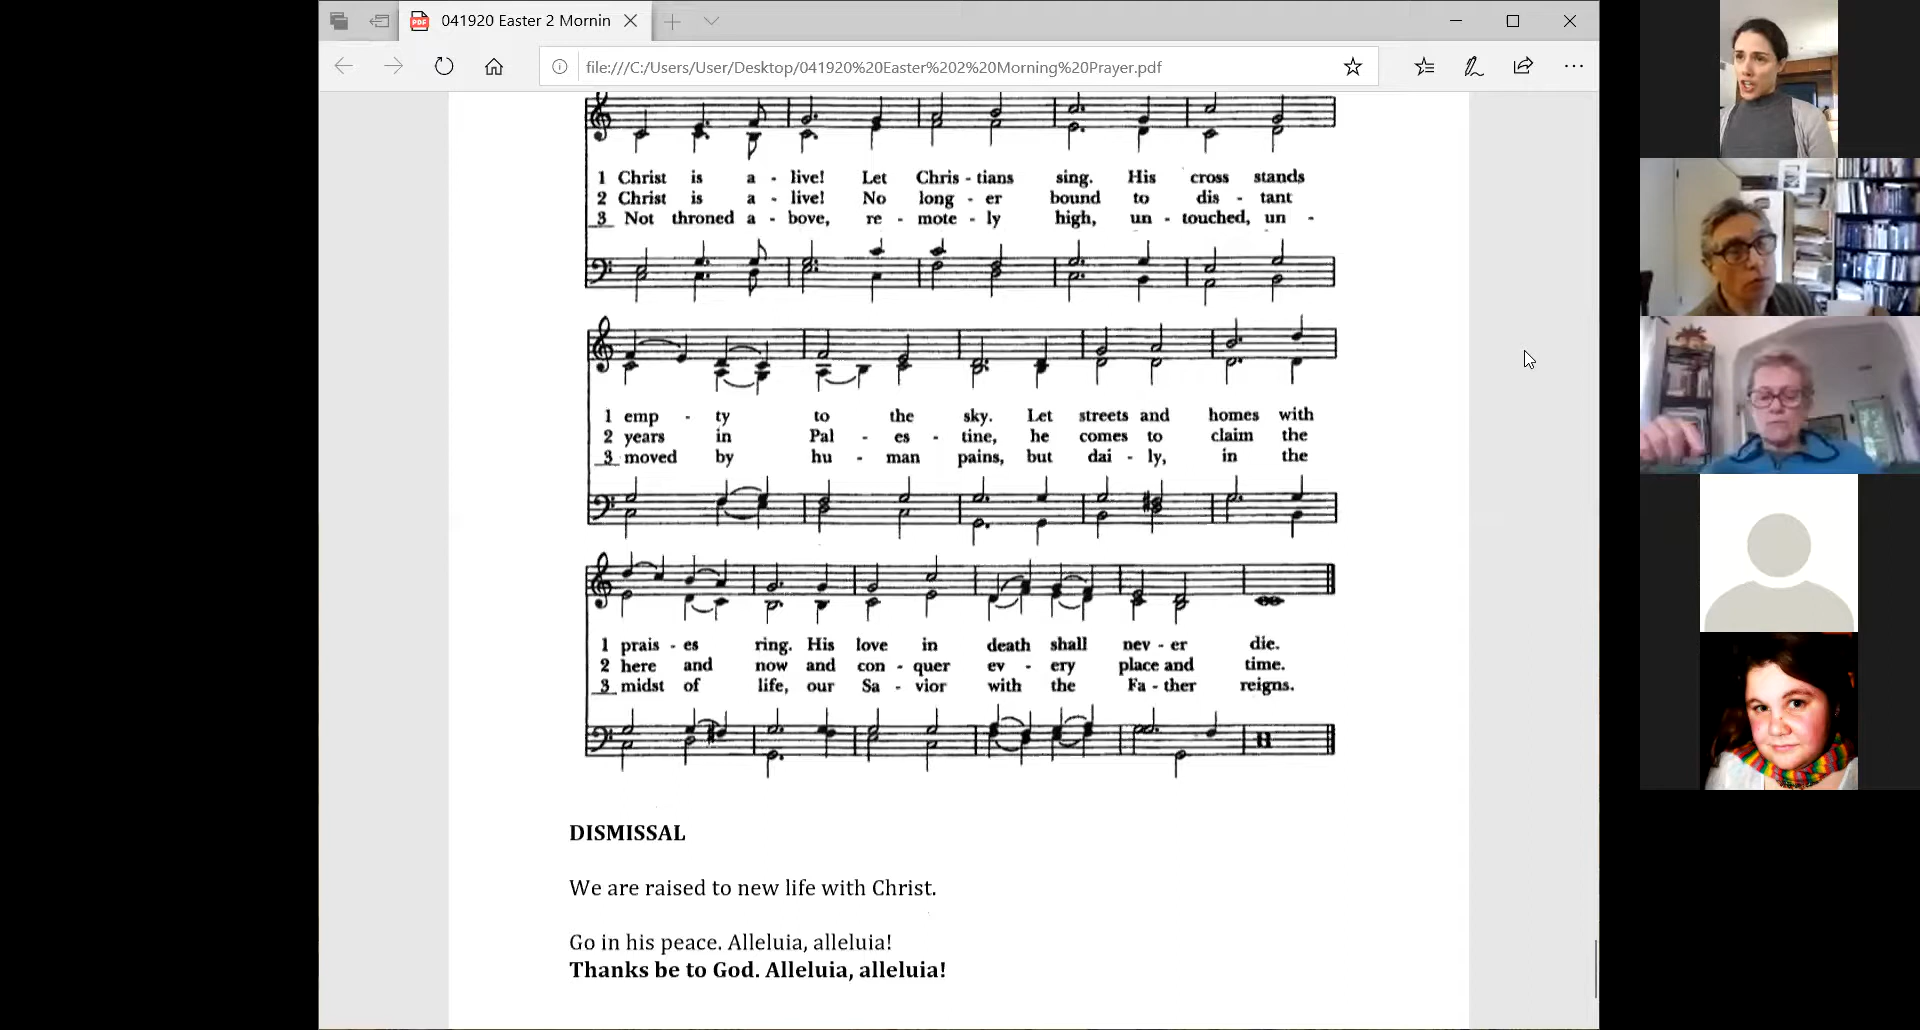 041920 Easter 2 Mornin
file:///C:/Users/User/Desktop/041920%20Easter%202%20Morning%20Prayer.pdf
1 Christ is a - live! Let Chris - tians sing. His cross stands
2 Christ is a - live! No long - er bound to dis - tant
3 Not throned a - bove, re - mote - ly high, un - touched, un -
1 emp - ty to the sky. Let streets and homes with
2 years in Pal - es - tine, he comes to claim the
3 moved by hu - man pains, but dai - ly, in the
1 prais - es ring. His love in death shall nev - er die.
2 here and now and con - quer ev - ery place and time.
3 midst of life, our Sa - vior with the Fa - ther reigns.
DISMISSAL
We are raised to new life with Christ.
Go in his peace. Alleluia, alleluia!
Thanks be to God. Alleluia, alleluia!